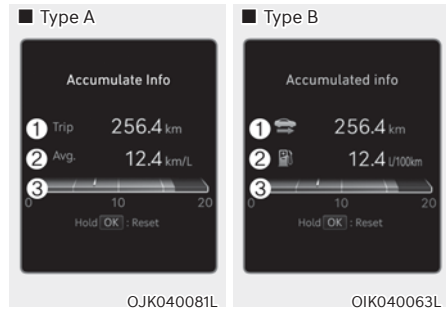 ■ Type A
Accumulate Info
1 Trip 256.4 km
2 Avg. 12.4 km/L
3
0 10 20
Hold OK : Reset
OJK040081L
■ Type B
Accumulated info
1 256.4 km
2 12.4 L/100km
3
0 10 20
Hold OK : Reset
OIK040063L